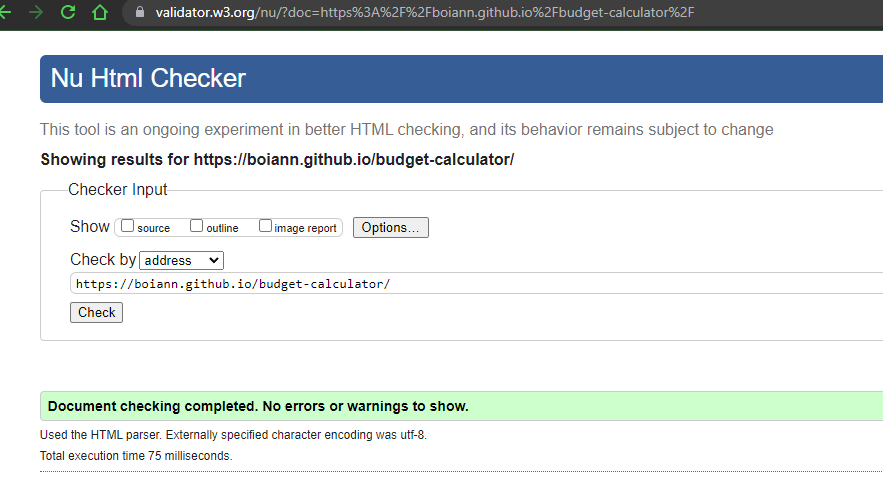 validator.w3.org/nu/?doc=https%3A%2F%2Fboiann.github.io%2Fbudget-calculator%2F
Nu Html Checker
This tool is an ongoing experiment in better HTML checking, and its behavior remains subject to change
Showing results for https://boiann.github.io/budget-calculator/
Checker Input
Show source outline image report Options...
Check by address
https://boiann.github.io/budget-calculator/
Check
Document checking completed. No errors or warnings to show.
Used the HTML parser. Externally specified character encoding was utf-8.
Total execution time 75 milliseconds.